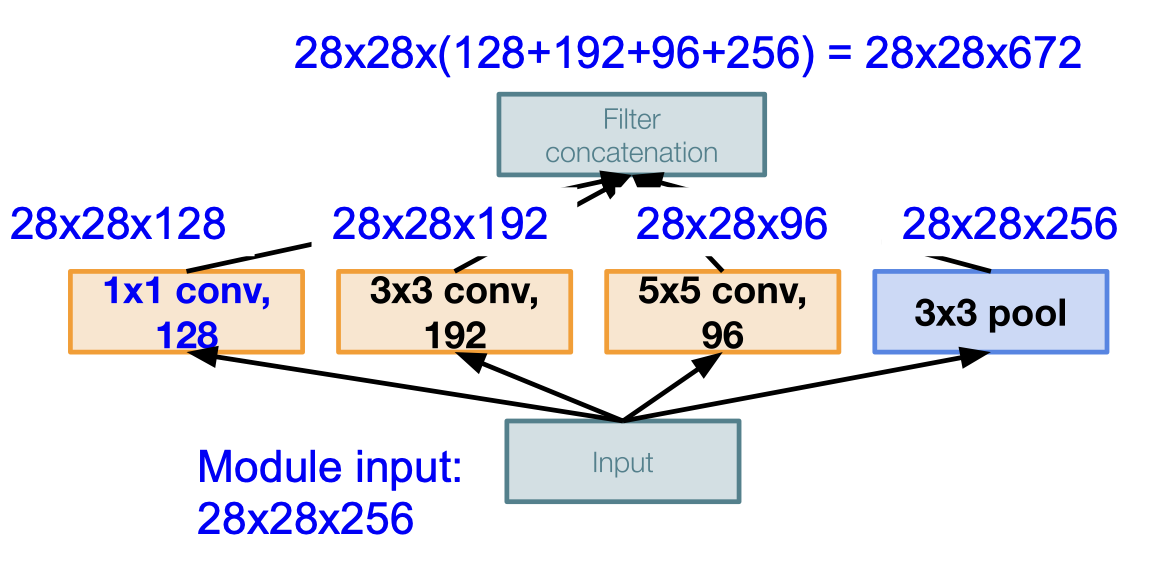 28x28x(128+192+96+256) = 28x28x672
Filter
concatenation
28x28x128
28x28x192
28x28x96
28x28x256
1x1 conv,
128
3x3 conv,
192
5x5 conv,
96
3x3 pool
Input
Module input:
28x28x256